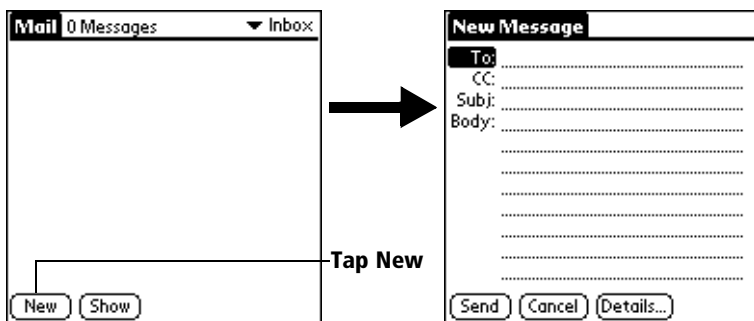 Mail 0 Messages Inbox
New Show
Tap New
New Message
To:
CC:
Subj:
Body:
Send Cancel Details...